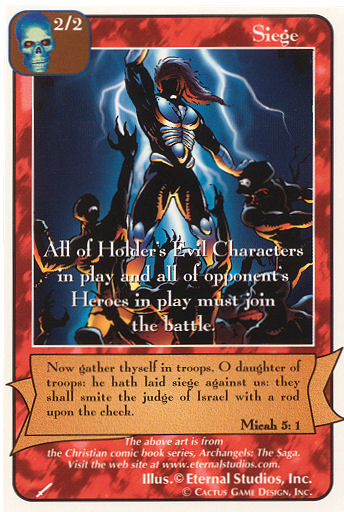 2/2
Siege
All of Holder's Evil Characters
in play and all of opponent's
Heroes in play must join
the battle.
Now gather thyself in troops, O daughter of
troops: he hath laid siege against us: they
shall smite the judge of Israel with a rod
upon the cheek.
Micah 5: 1
The above art is from
the Christian comic book series, Archangels: The Saga.
Visit the web site at www.eternalstudios.com.
Illus.© Eternal Studios, Inc.
© Cactus Game Design, Inc.